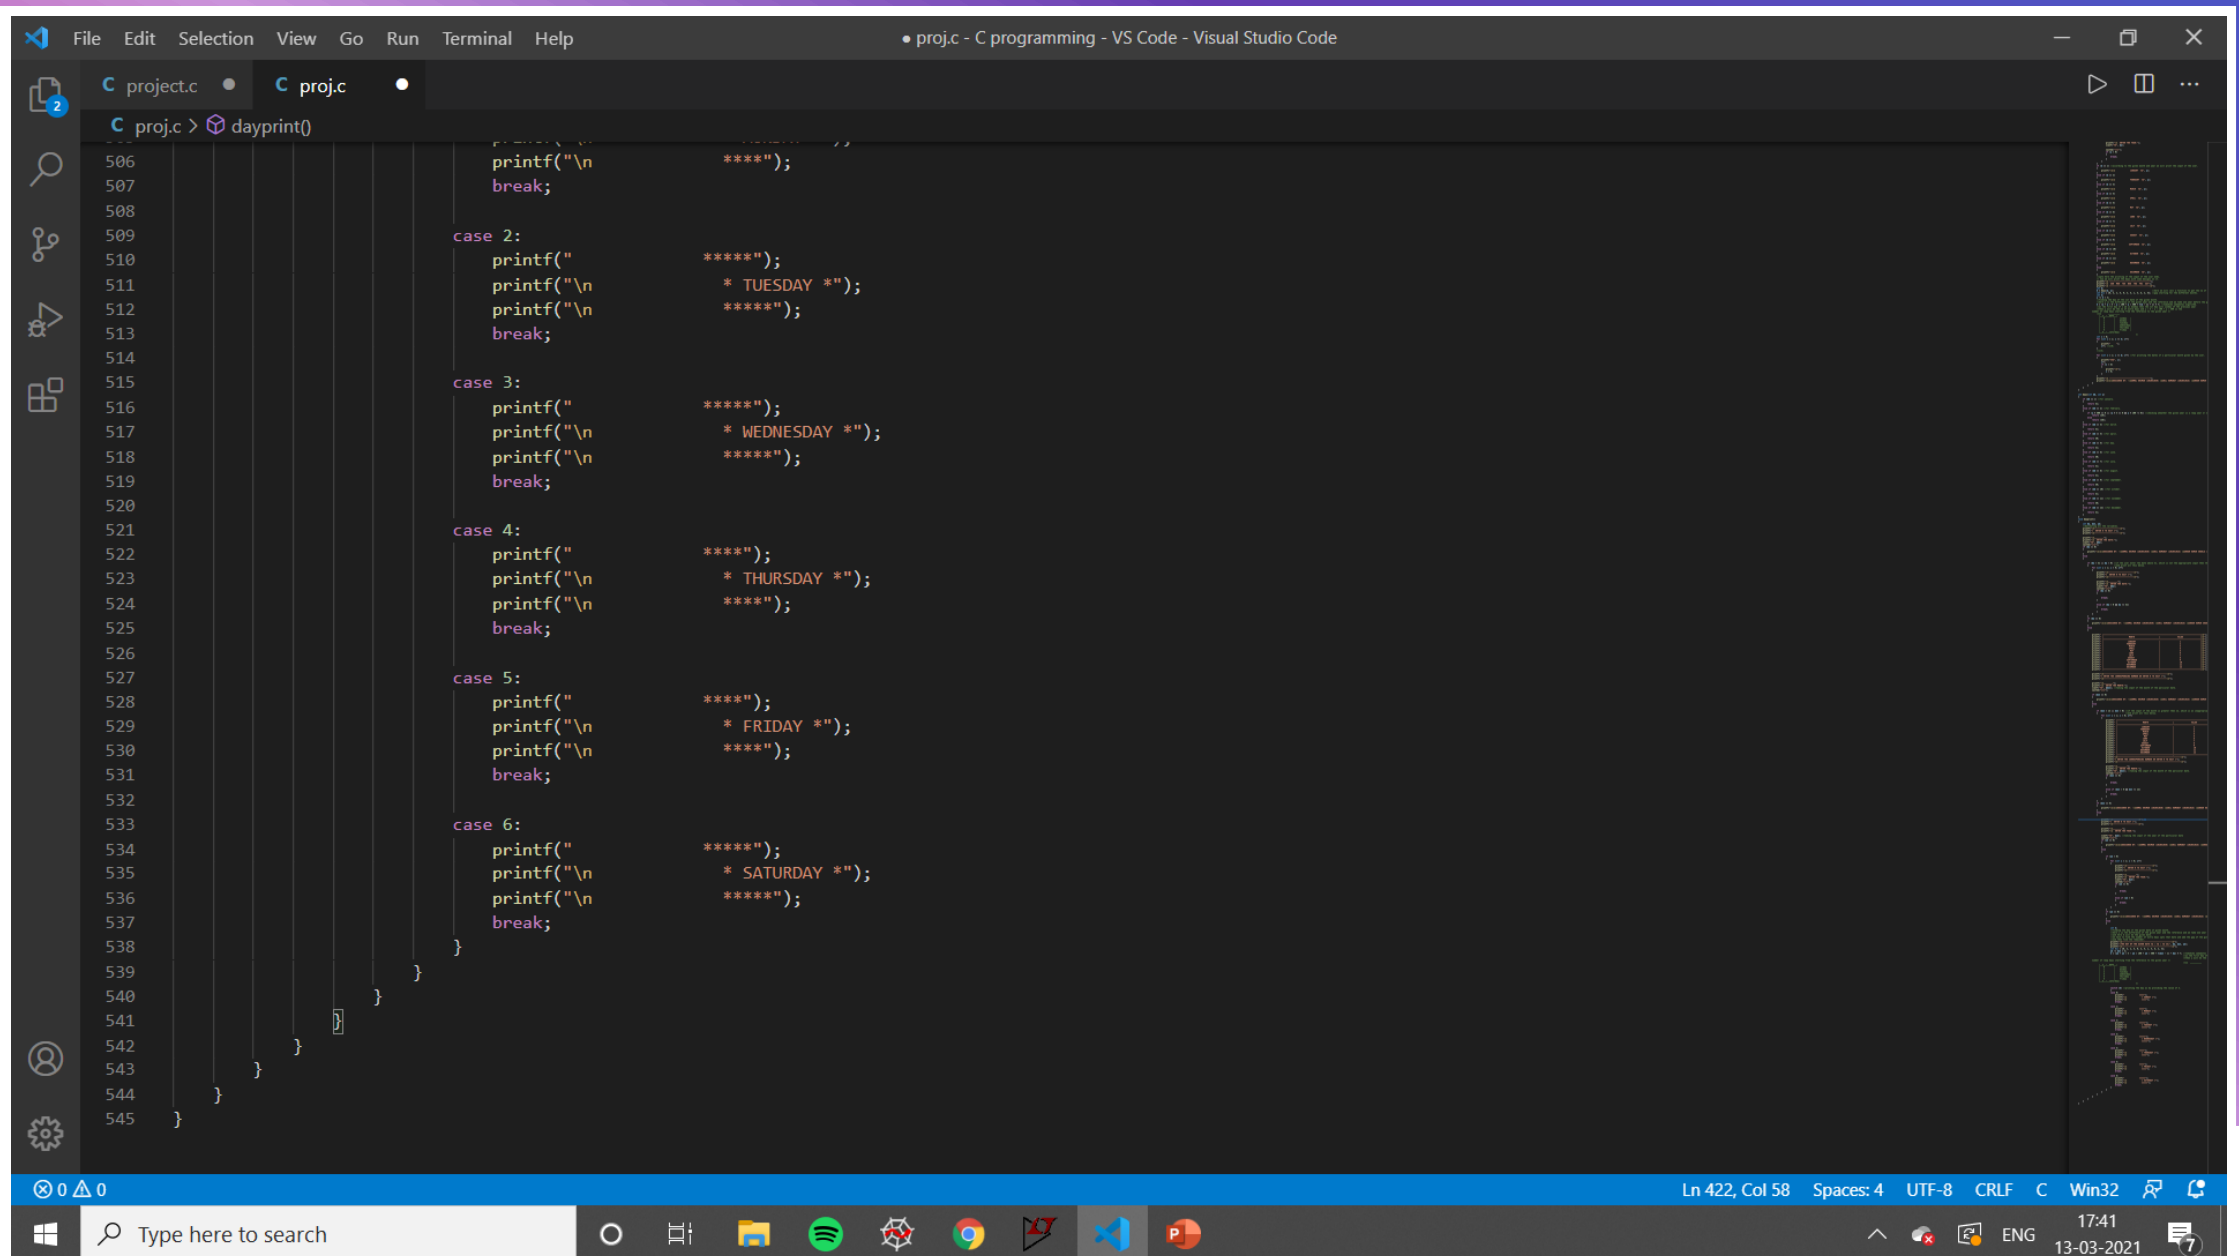 File Edit Selection View Go Run Terminal Help
● proj.c - C programming - VS Code - Visual Studio Code
C project.c ●
C proj.c ●
2
C proj.c > dayprint()
506 printf("\n             ****");
507 break;
508
509 case 2:
510 printf("             *****");
511 printf("\n             * TUESDAY *");
512 printf("\n             *****");
513 break;
514
515 case 3:
516 printf("             *****");
517 printf("\n             * WEDNESDAY *");
518 printf("\n             *****");
519 break;
520
521 case 4:
522 printf("             ****");
523 printf("\n             * THURSDAY *");
524 printf("\n             ****");
525 break;
526
527 case 5:
528 printf("             ****");
529 printf("\n             * FRIDAY *");
530 printf("\n             ****");
531 break;
532
533 case 6:
534 printf("             *****");
535 printf("\n             * SATURDAY *");
536 printf("\n             *****");
537 break;
538 }
539 }
540 }
541 }
542 }
543 }
544 }
545 }
0 0
Ln 422, Col 58 Spaces: 4 UTF-8 CRLF C Win32
Type here to search
P
ENG
17:41
13-03-2021
7